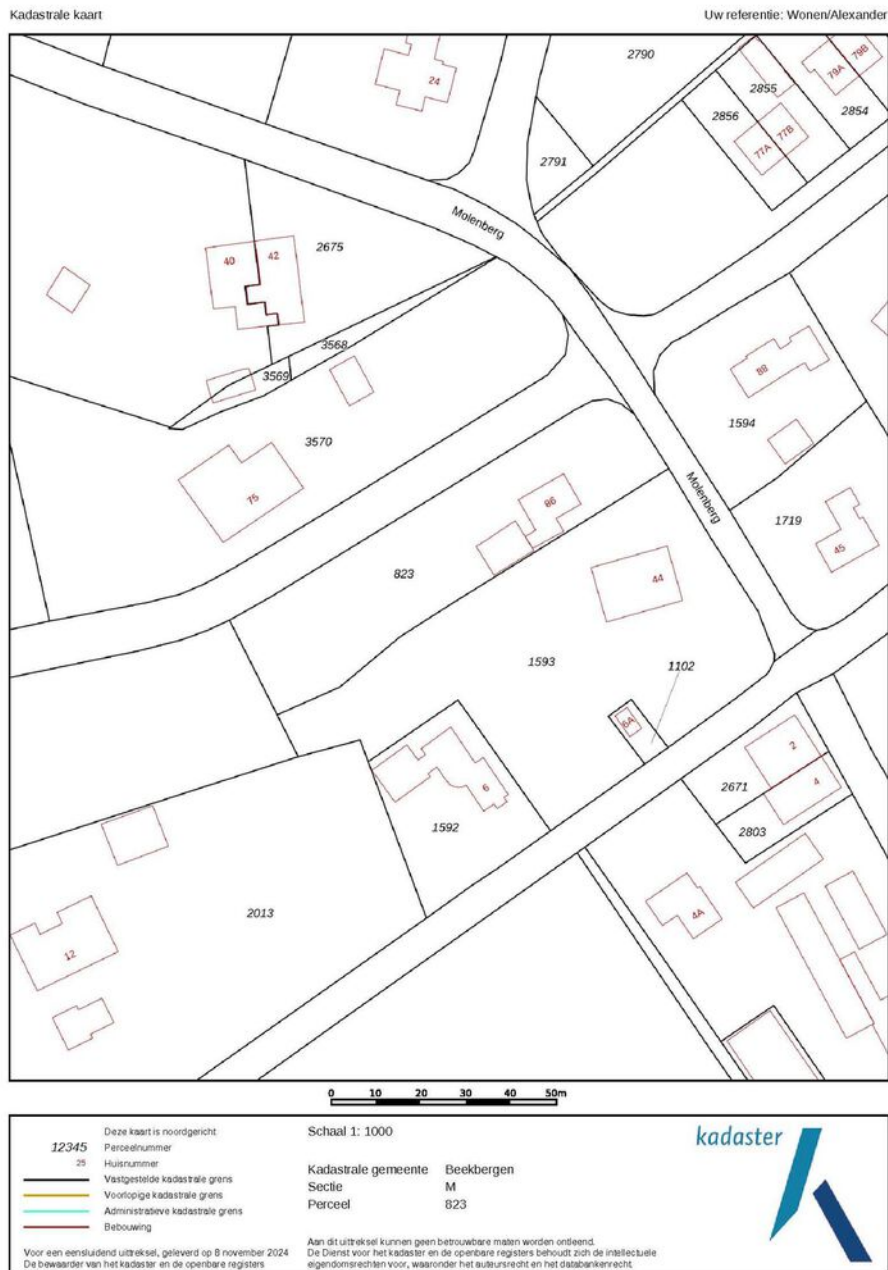 Kadastrale kaart
Uw referentie: Wonen/Alexander
2790
24
79A
79B
2855
2856
2854
77A
77B
2791
Molenberg
40
42
2675
3568
3569
88
3570
1594
75
86
Molenberg
1719
45
823
44
1593
1102
6A
2
6
2671
4
1592
2803
2013
4A
12
0 10 20 30 40 50m
Deze kaart is noordgericht
12345 Perceelnummer
25 Huisnummer
Vastgestelde kadastrale grens
Voorlopige kadastrale grens
Administratieve kadastrale grens
Bebouwing
Voor een eensluidend uittreksel, geleverd op 8 november 2024
De bewaarder van het kadaster en de openbare registers
Schaal 1: 1000
Kadastrale gemeente Beekbergen
Sectie M
Perceel 823
Aan dit uittreksel kunnen geen betrouwbare maten worden ontleend.
De Dienst voor het kadaster en de openbare registers behoudt zich de intellectuele
eigendomsrechten voor, waaronder het auteursrecht en het databankenrecht.
kadaster